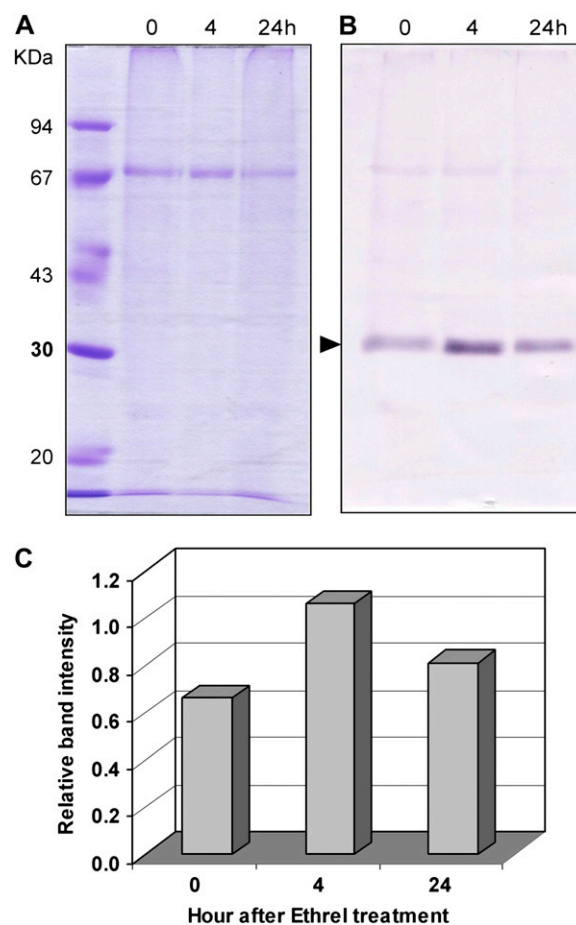 A 0 4 24h
B 0 4 24h
KDa
94
67
43
30
20
C
1.2
1.0
0.8
0.6
0.4
0.2
0.0
Relative band intensity
0 4 24
Hour after Ethrel treatment